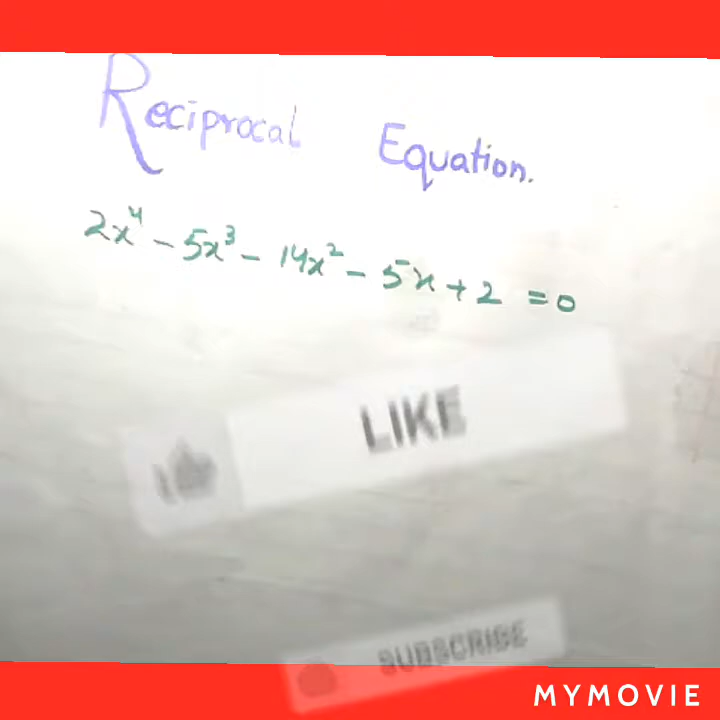 Reciprocal Equation.
2x⁴ - 5x³ - 14x² - 5x + 2 = 0
LIKE
SUBSCRIBE
MYMOVIE